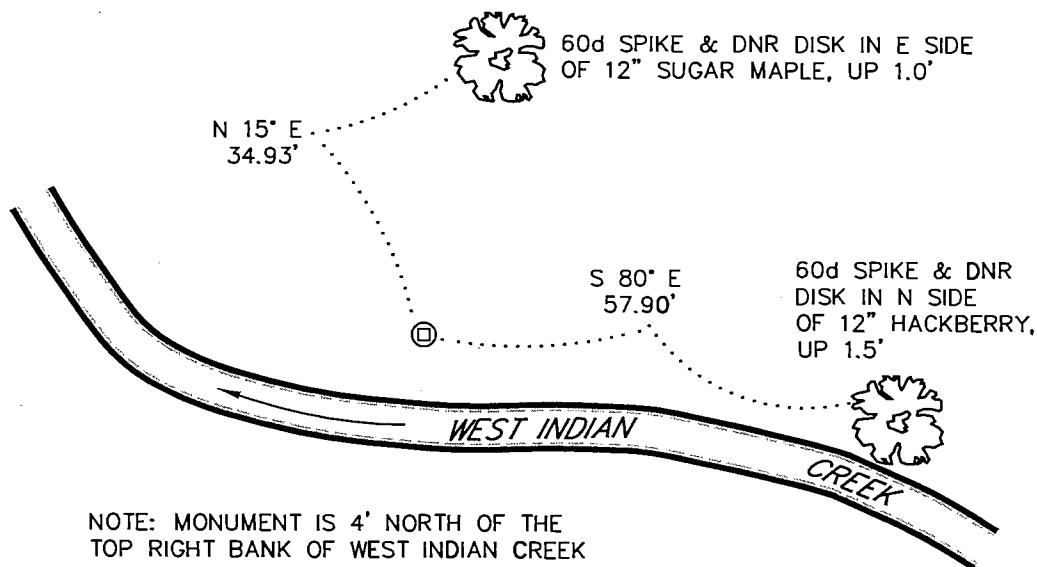 60d SPIKE & DNR DISK IN E SIDE
OF 12" SUGAR MAPLE, UP 1.0'
N 15° E
34.93'
S 80° E
57.90'
60d SPIKE & DNR
DISK IN N SIDE
OF 12" HACKBERRY,
UP 1.5'
WEST INDIAN
CREEK
NOTE: MONUMENT IS 4' NORTH OF THE
TOP RIGHT BANK OF WEST INDIAN CREEK